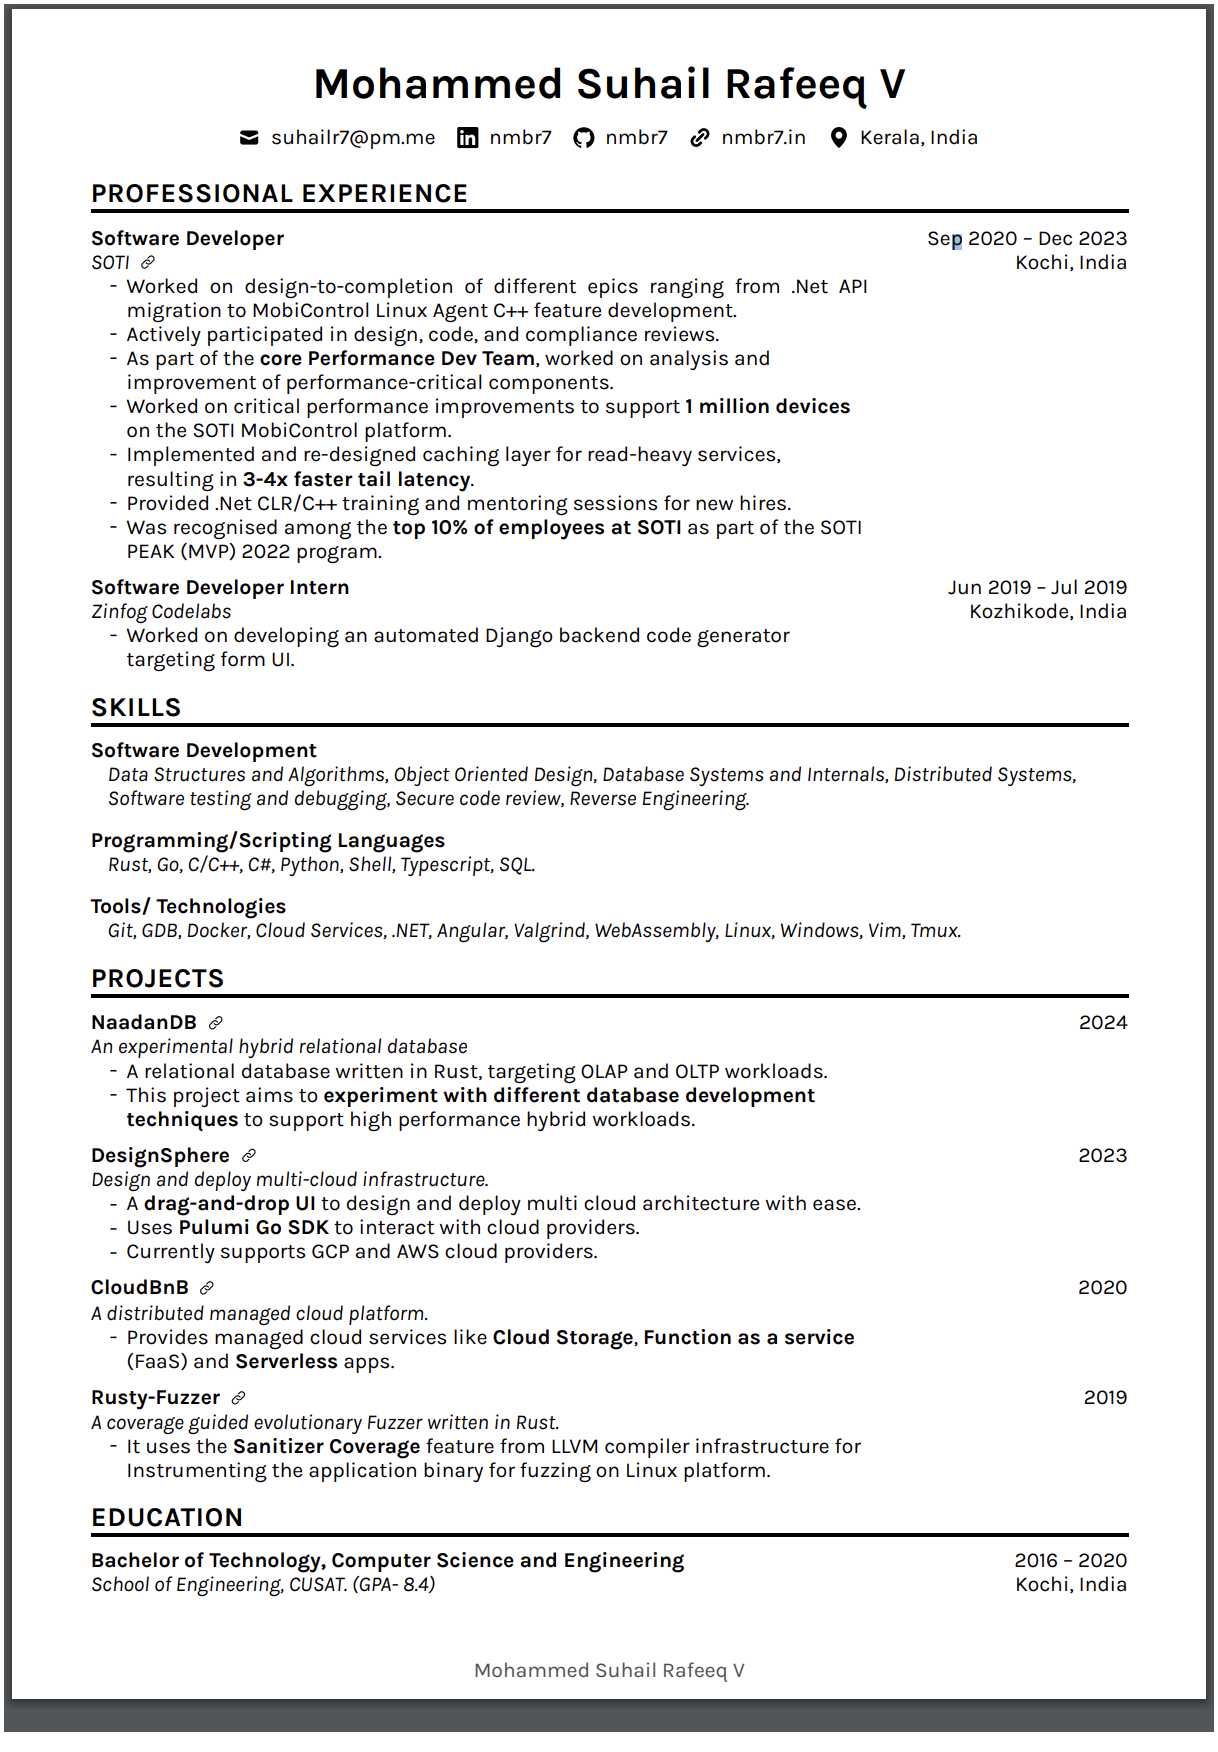 Mohammed Suhail Rafeeq V
suhailr7@pm.me nmbr7 nmbr7 nmbr7.in Kerala, India
PROFESSIONAL EXPERIENCE
Software Developer Sep 2020 – Dec 2023
SOTI Kochi, India
- Worked on design-to-completion of different epics ranging from .Net API
migration to MobiControl Linux Agent C++ feature development.
- Actively participated in design, code, and compliance reviews.
- As part of the core Performance Dev Team, worked on analysis and
improvement of performance-critical components.
- Worked on critical performance improvements to support 1 million devices
on the SOTI MobiControl platform.
- Implemented and re-designed caching layer for read-heavy services,
resulting in 3-4x faster tail latency.
- Provided .Net CLR/C++ training and mentoring sessions for new hires.
- Was recognised among the top 10% of employees at SOTI as part of the SOTI
PEAK (MVP) 2022 program.
Software Developer Intern Jun 2019 – Jul 2019
Zinfog Codelabs Kozhikode, India
- Worked on developing an automated Django backend code generator
targeting form UI.
SKILLS
Software Development
Data Structures and Algorithms, Object Oriented Design, Database Systems and Internals, Distributed Systems,
Software testing and debugging, Secure code review, Reverse Engineering.
Programming/Scripting Languages
Rust, Go, C/C++, C#, Python, Shell, Typescript, SQL.
Tools/ Technologies
Git, GDB, Docker, Cloud Services, .NET, Angular, Valgrind, WebAssembly, Linux, Windows, Vim, Tmux.
PROJECTS
NaadanDB 2024
An experimental hybrid relational database
- A relational database written in Rust, targeting OLAP and OLTP workloads.
- This project aims to experiment with different database development
techniques to support high performance hybrid workloads.
DesignSphere 2023
Design and deploy multi-cloud infrastructure.
- A drag-and-drop UI to design and deploy multi cloud architecture with ease.
- Uses Pulumi Go SDK to interact with cloud providers.
- Currently supports GCP and AWS cloud providers.
CloudBnB 2020
A distributed managed cloud platform.
- Provides managed cloud services like Cloud Storage, Function as a service
(FaaS) and Serverless apps.
Rusty-Fuzzer 2019
A coverage guided evolutionary Fuzzer written in Rust.
- It uses the Sanitizer Coverage feature from LLVM compiler infrastructure for
Instrumenting the application binary for fuzzing on Linux platform.
EDUCATION
Bachelor of Technology, Computer Science and Engineering 2016 – 2020
School of Engineering, CUSAT. (GPA- 8.4) Kochi, India
Mohammed Suhail Rafeeq V